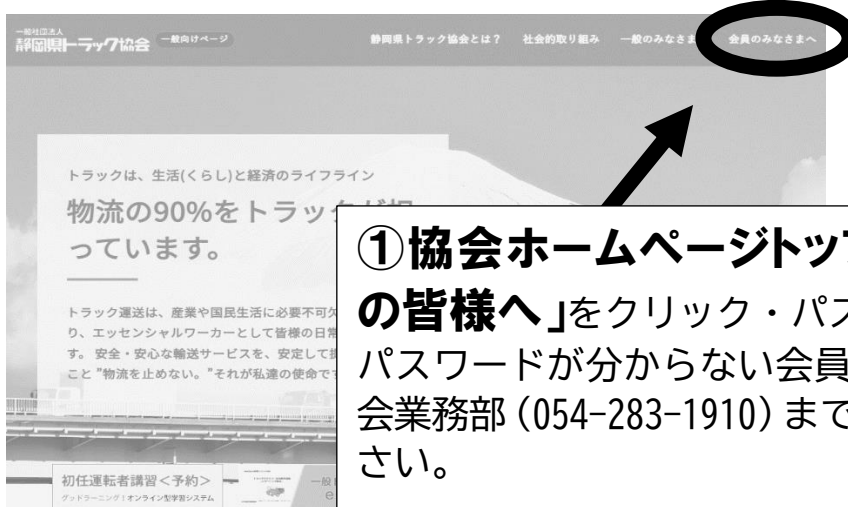 一般社団法人
静岡県トラック協会 一般向けページ
静岡県トラック協会とは？ 社会的取り組み 一般のみなさま 会員のみなさまへ
トラックは、生活(くらし)と経済のライフライン
物流の90%をトラックが担
っています。
トラック運送は、産業や国民生活に必要不可欠
り、エッセンシャルワーカーとして皆様の日常
す。 安全・安心な輸送サービスを、安定して提
こと "物流を止めない。"それが私達の使命です
①協会ホームページトップ
の皆様へ」をクリック・パス
パスワードが分からない会員
会業務部（054-283-1910）まで
さい。
初任運転者講習＜予約＞
グッドラーニング！オンライン型学習システム